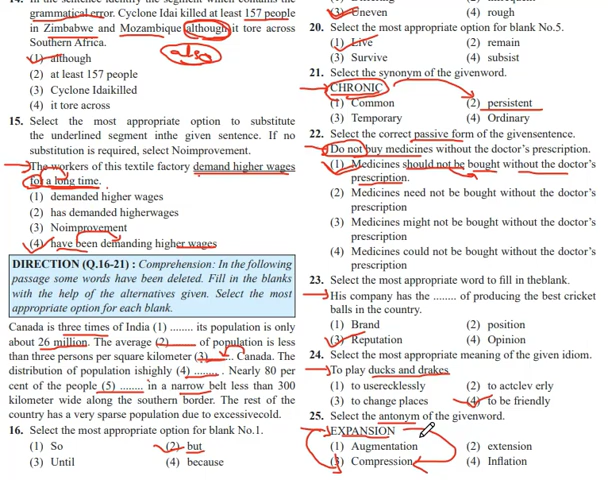 14. In the sentence identify the segment which contains the
grammatical error. Cyclone Idai killed at least 157 people
in Zimbabwe and Mozambique although it tore across
Southern Africa.
also
(1) although
(2) at least 157 people
(3) Cyclone Idaikilled
(4) it tore across
15. Select the most appropriate option to substitute
the underlined segment inthe given sentence. If no
substitution is required, select Noimprovement.
The workers of this textile factory demand higher wages
for a long time.
(1) demanded higher wages
(2) has demanded higherwages
(3) Noimprovement
(4) have been demanding higher wages
DIRECTION (Q.16-21) : Comprehension: In the following
passage some words have been deleted. Fill in the blanks
with the help of the alternatives given. Select the most
appropriate option for each blank.
Canada is three times of India (1) ........ its population is only
about 26 million. The average (2)........ of population is less
than three persons per square kilometer (3)........ Canada. The
distribution of population ishighly (4) ........ . Nearly 80 per
cent of the people (5) ........ in a narrow belt less than 300
kilometer wide along the southern border. The rest of the
country has a very sparse population due to excessivecold.
16. Select the most appropriate option for blank No.1.
(1) So (2) but
(3) Until (4) because
(3) Uneven (4) rough
20. Select the most appropriate option for blank No.5.
(1) Live (2) remain
(3) Survive (4) subsist
21. Select the synonym of the givenword.
CHRONIC
(1) Common (2) persistent
(3) Temporary (4) Ordinary
22. Select the correct passive form of the givensentence.
Do not buy medicines without the doctor's prescription.
(1) Medicines should not be bought without the doctor's
prescription.
(2) Medicines need not be bought without the doctor's
prescription
(3) Medicines might not be bought without the doctor's
prescription
(4) Medicines could not be bought without the doctor's
prescription
23. Select the most appropriate word to fill in theblank.
His company has the ........ of producing the best cricket
balls in the country.
(1) Brand (2) position
(3) Reputation (4) Opinion
24. Select the most appropriate meaning of the given idiom.
To play ducks and drakes
(1) to userecklessly (2) to actclev erly
(3) to change places (4) to be friendly
25. Select the antonym of the givenword.
EXPANSION
(1) Augmentation (2) extension
(3) Compression (4) Inflation